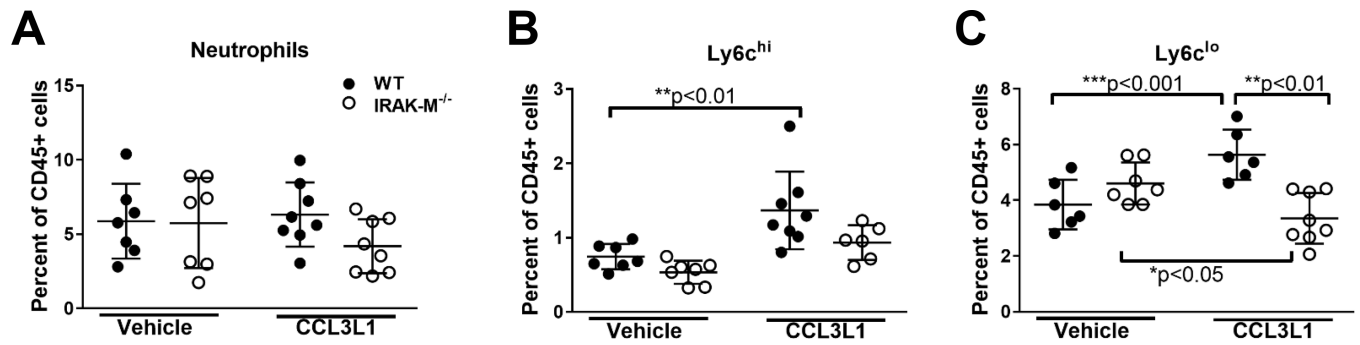 A
Neutrophils
Percent of CD45+ cells
15
10
5
0
WT
IRAK-M-/-
Vehicle
CCL3L1
B
Ly6chi
Percent of CD45+ cells
3
2
1
0
**p<0.01
Vehicle
CCL3L1
C
Ly6clo
Percent of CD45+ cells
8
6
4
2
0
***p<0.001
**p<0.01
*p<0.05
Vehicle
CCL3L1